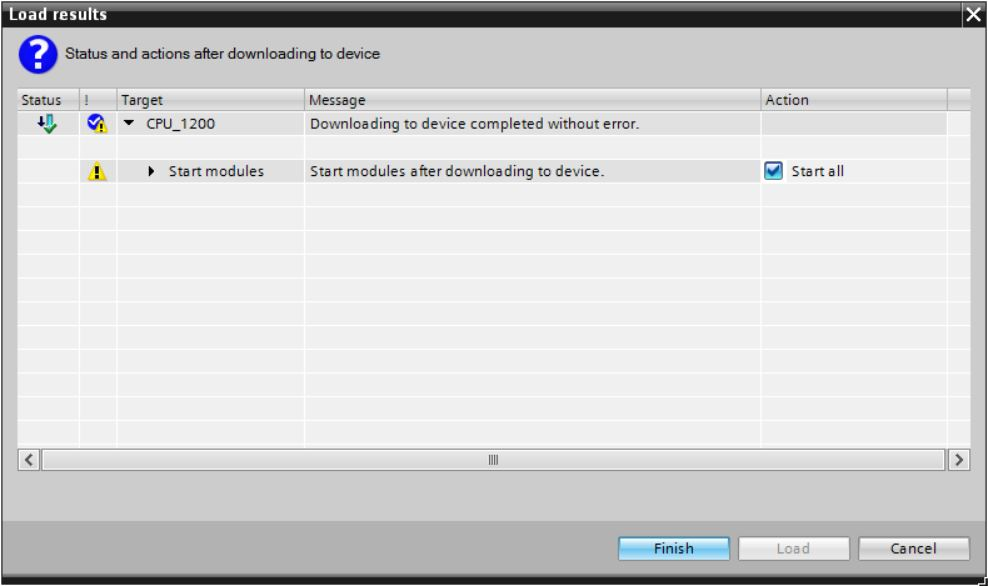 Load results
Status and actions after downloading to device
Status ! Target Message Action
CPU_1200 Downloading to device completed without error.
Start modules Start modules after downloading to device. Start all
Finish Load Cancel